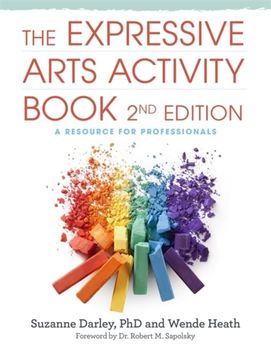 THE EXPRESSIVE
ARTS ACTIVITY
BOOK 2ND EDITION
A RESOURCE FOR PROFESSIONALS
Suzanne Darley, PhD and Wende Heath
Foreword by Dr. Robert M. Sapolsky